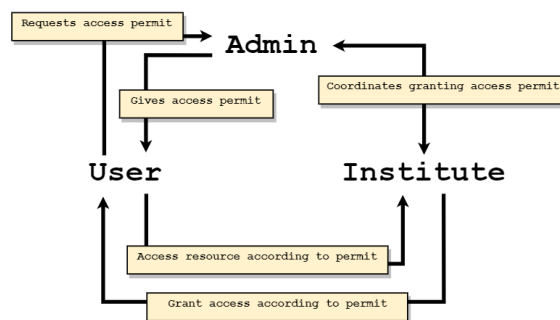 Requests access permit
Admin
Gives access permit
Coordinates granting access permit
User
Institute
Access resource according to permit
Grant access according to permit